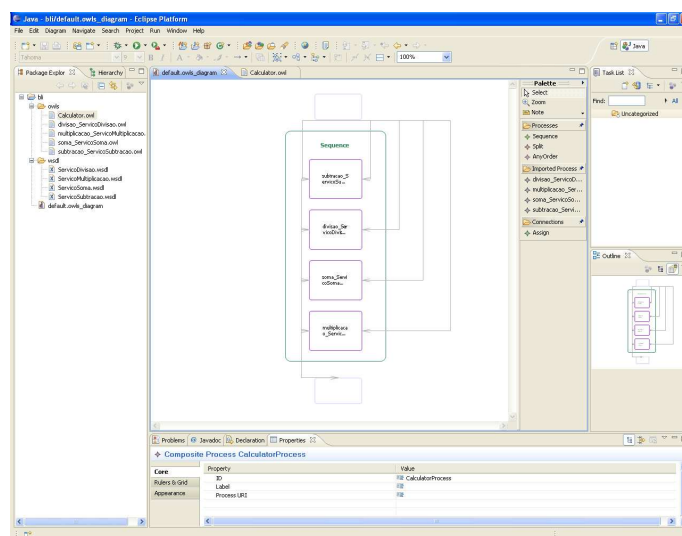 Java - bli/default.owls_diagram - Eclipse Platform
File Edit Diagram Navigate Search Project Run Window Help
Java
Tahoma 9 100%
Package Explor Hierarchy
bli
owls
Calculator.owl
divisao_ServicoDivisao.owl
multiplicacao_ServicoMultiplicacao.
soma_ServicoSoma.owl
subtracao_ServicoSubtracao.owl
wsdl
ServicoDivisao.wsdl
ServicoMultiplicacao.wsdl
ServicoSoma.wsdl
ServicoSubtracao.wsdl
default.owls_diagram
default.owls_diagram Calculator.owl
Sequence
subtracao_S
ervicoSu...
divisao_Ser
vicoDivis...
soma_Servi
coSoma...
multiplicaca
o_Servic...
Palette
Select
Zoom
Note
Processes
Sequence
Split
AnyOrder
Imported Process
divisao_ServicoD...
multiplicacao_Ser...
soma_ServicoSo...
subtracao_Servi...
Connections
Assign
Task List
Find: All
Uncategorized
Outline
Problems Javadoc Declaration Properties
Composite Process CalculatorProcess
Core
Rulers & Grid
Appearance
Property Value
ID CalculatorProcess
Label
Process URI